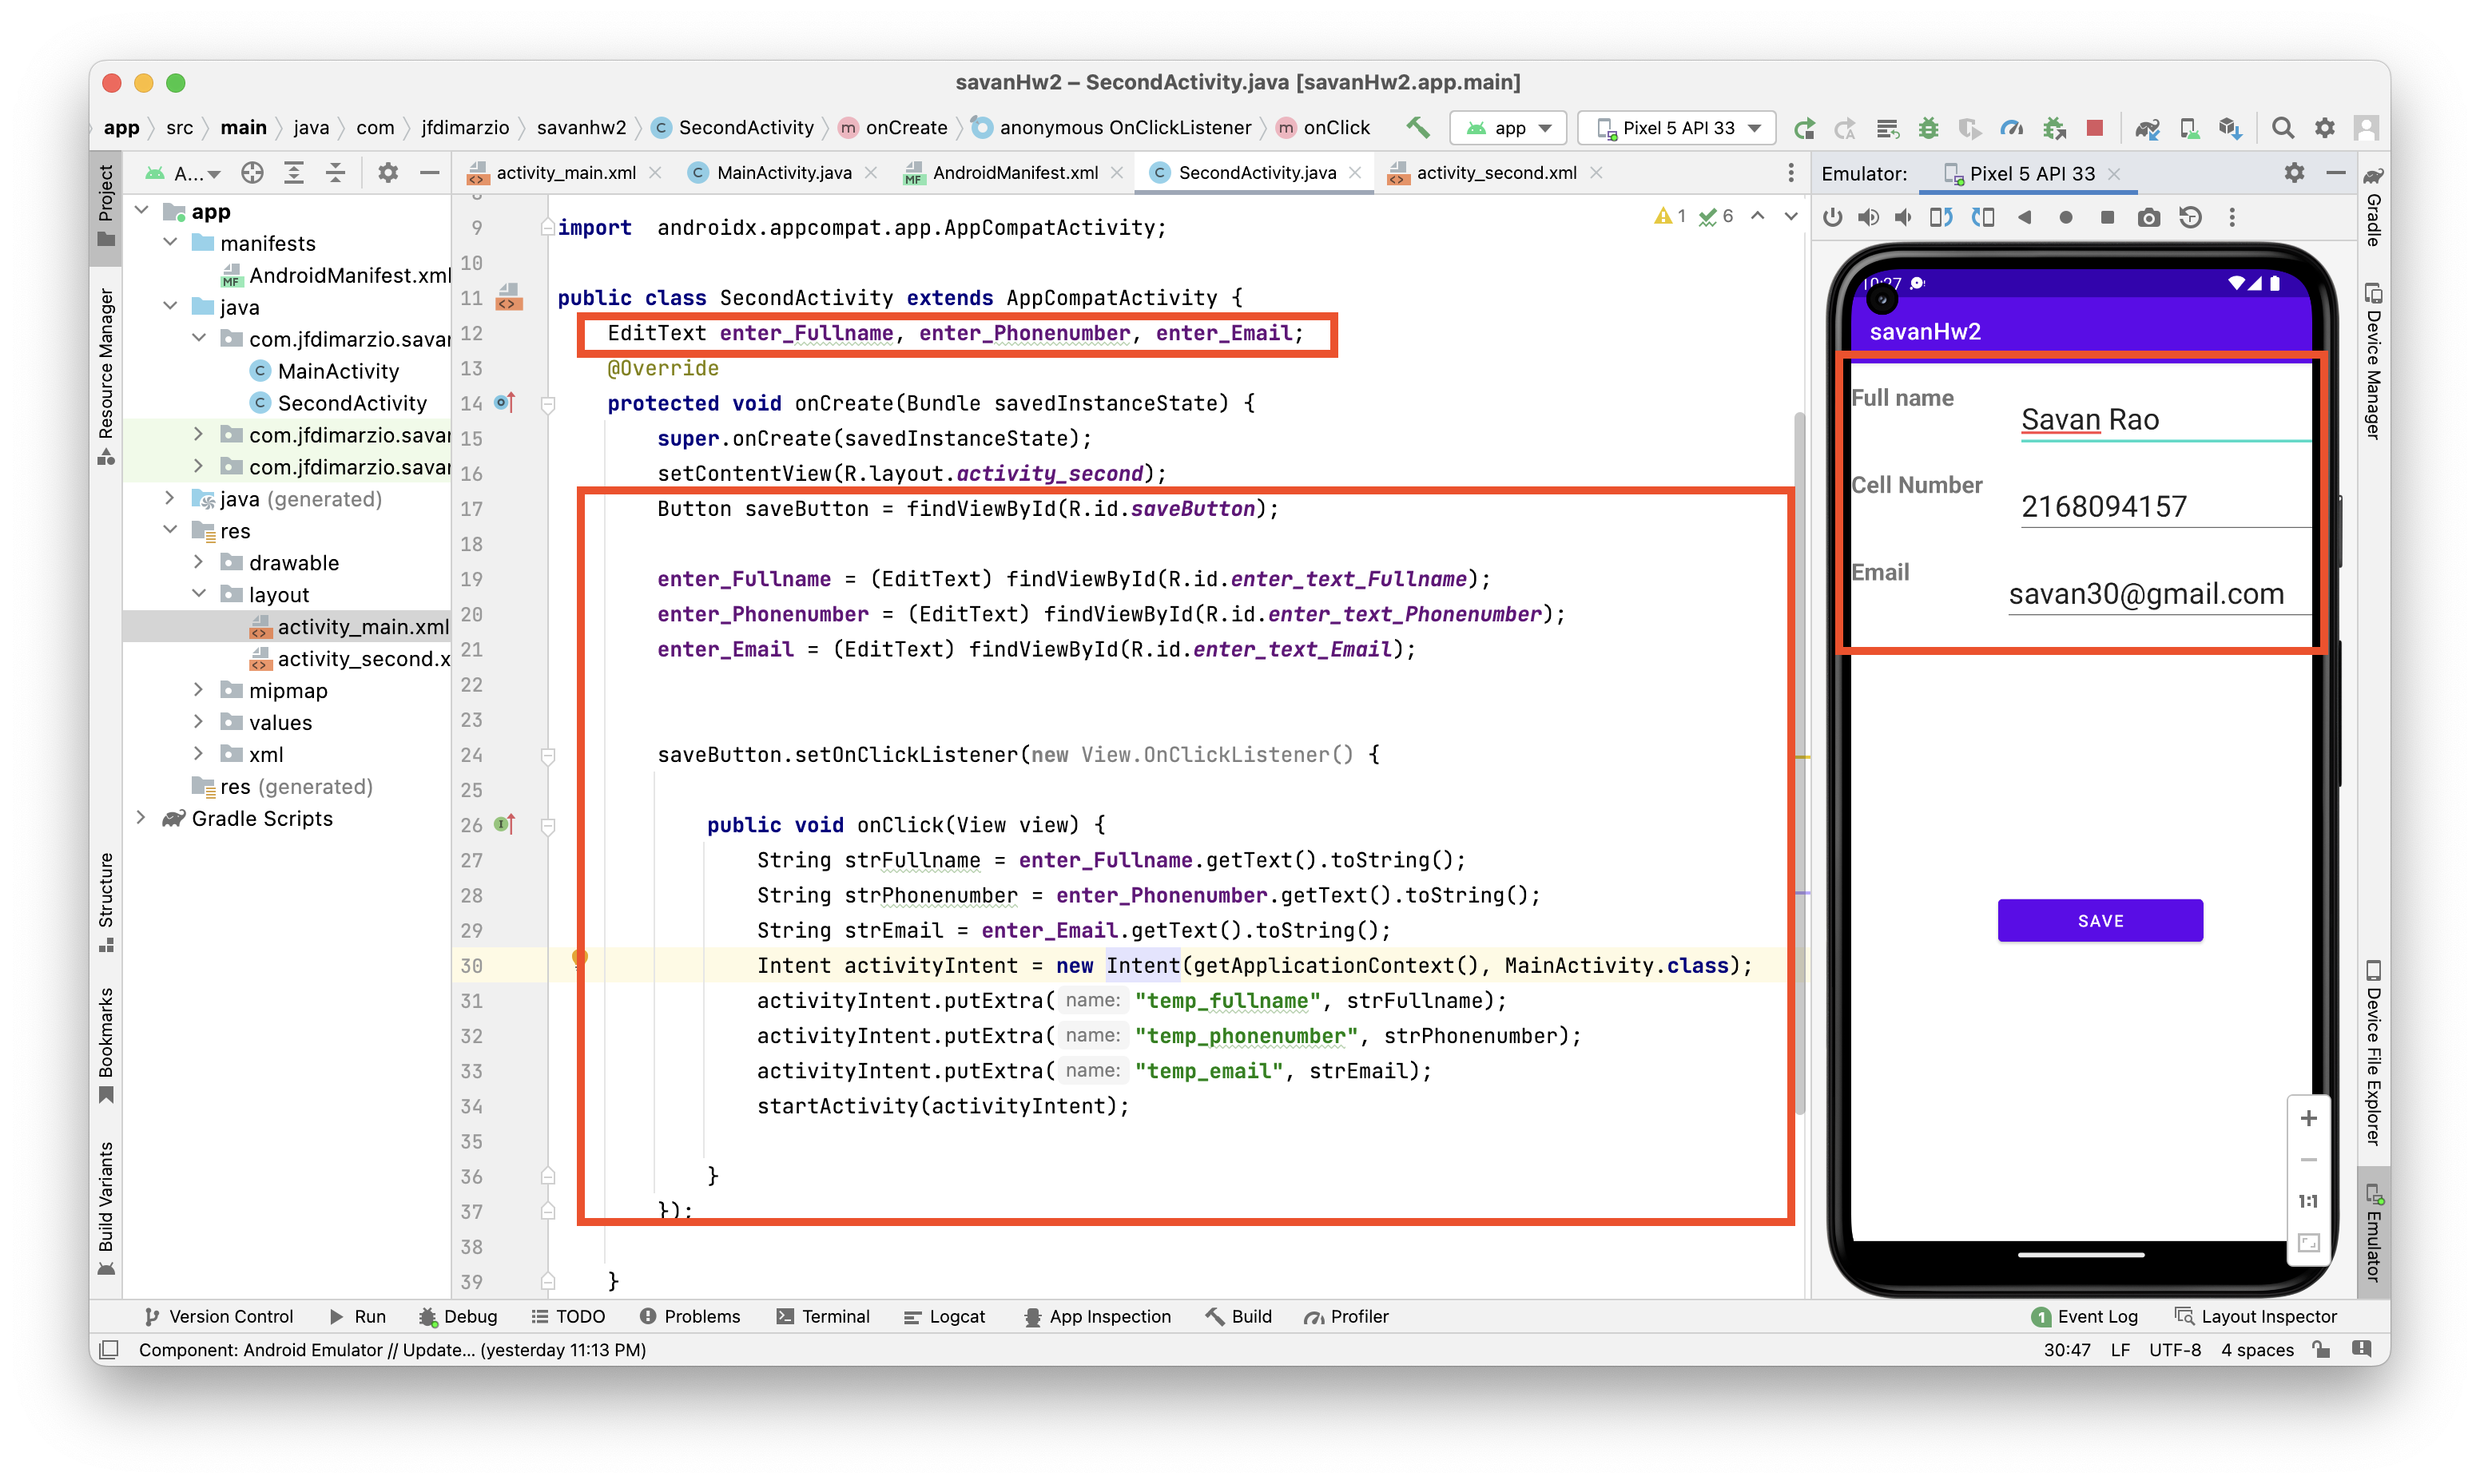 savanHw2 – SecondActivity.java [savanHw2.app.main]
app src main java com jfdimarzio savanhw2 SecondActivity onCreate anonymous OnClickListener onClick app Pixel 5 API 33
A... activity_main.xml MainActivity.java AndroidManifest.xml SecondActivity.java activity_second.xml Emulator: Pixel 5 API 33
Project
Resource Manager
Structure
Bookmarks
Build Variants
app
manifests
AndroidManifest.xml
java
com.jfdimarzio.savar
MainActivity
SecondActivity
com.jfdimarzio.savar
com.jfdimarzio.savar
java (generated)
res
drawable
layout
activity_main.xml
activity_second.x
mipmap
values
xml
res (generated)
Gradle Scripts
1 6
9 import androidx.appcompat.app.AppCompatActivity;
10
11 public class SecondActivity extends AppCompatActivity {
12 EditText enter_Fullname, enter_Phonenumber, enter_Email;
13 @Override
14 protected void onCreate(Bundle savedInstanceState) {
15 super.onCreate(savedInstanceState);
16 setContentView(R.layout.activity_second);
17 Button saveButton = findViewById(R.id.saveButton);
18
19 enter_Fullname = (EditText) findViewById(R.id.enter_text_Fullname);
20 enter_Phonenumber = (EditText) findViewById(R.id.enter_text_Phonenumber);
21 enter_Email = (EditText) findViewById(R.id.enter_text_Email);
22
23
24 saveButton.setOnClickListener(new View.OnClickListener() {
25
26 public void onClick(View view) {
27 String strFullname = enter_Fullname.getText().toString();
28 String strPhonenumber = enter_Phonenumber.getText().toString();
29 String strEmail = enter_Email.getText().toString();
30 Intent activityIntent = new Intent(getApplicationContext(), MainActivity.class);
31 activityIntent.putExtra( name: "temp_fullname", strFullname);
32 activityIntent.putExtra( name: "temp_phonenumber", strPhonenumber);
33 activityIntent.putExtra( name: "temp_email", strEmail);
34 startActivity(activityIntent);
35
36 }
37 });
38
39 }
10:27
savanHw2
Full name
Savan Rao
Cell Number
2168094157
Email
savan30@gmail.com
SAVE
1:1
Gradle
Device Manager
Device File Explorer
Emulator
Version Control Run Debug TODO Problems Terminal Logcat App Inspection Build Profiler 1 Event Log Layout Inspector
Component: Android Emulator // Update... (yesterday 11:13 PM) 30:47 LF UTF-8 4 spaces